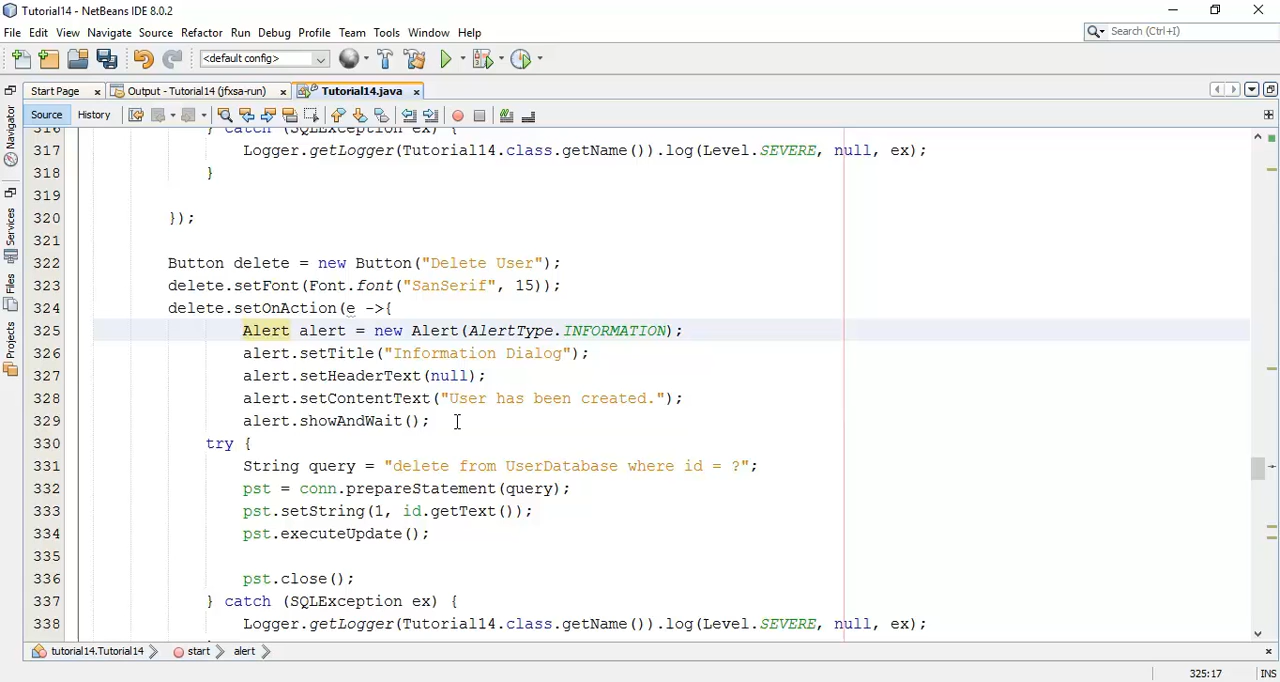 Tutorial14 - NetBeans IDE 8.0.2
File Edit View Navigate Source Refactor Run Debug Profile Team Tools Window Help
Search (Ctrl+I)
<default config>
Start Page x Output - Tutorial14 (jfxsa-run) x Tutorial14.java x
Source History
Navigator
Services
Files
Projects
316 } catch (SQLException ex) {
317 Logger.getLogger(Tutorial14.class.getName()).log(Level.SEVERE, null, ex);
318 }
319
320 });
321
322 Button delete = new Button("Delete User");
323 delete.setFont(Font.font("SanSerif", 15));
324 delete.setOnAction(e ->{
325 Alert alert = new Alert(AlertType.INFORMATION);
326 alert.setTitle("Information Dialog");
327 alert.setHeaderText(null);
328 alert.setContentText("User has been created.");
329 alert.showAndWait();
330 try {
331 String query = "delete from UserDatabase where id = ?";
332 pst = conn.prepareStatement(query);
333 pst.setString(1, id.getText());
334 pst.executeUpdate();
335
336 pst.close();
337 } catch (SQLException ex) {
338 Logger.getLogger(Tutorial14.class.getName()).log(Level.SEVERE, null, ex);
tutorial14.Tutorial14 start alert
325:17 INS